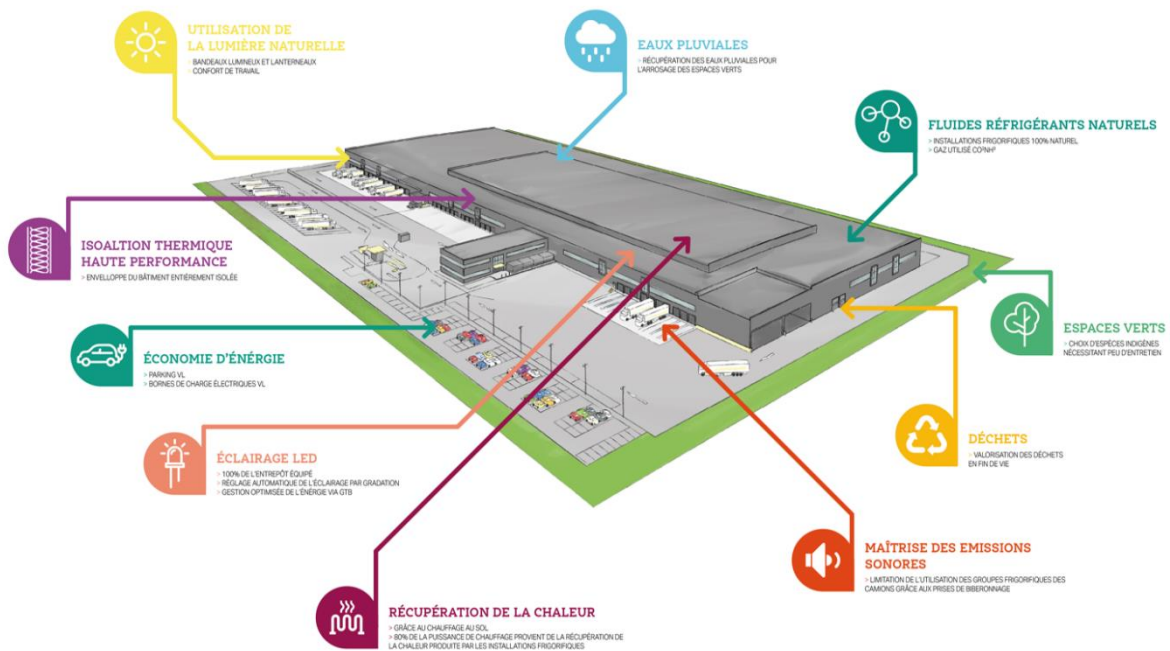 UTILISATION DE
LA LUMIÈRE NATURELLE
> BANDEAUX LUMINEUX ET LANTERNEAUX
> CONFORT DE TRAVAIL
EAUX PLUVIALES
> RÉCUPÉRATION DES EAUX PLUVIALES POUR
L'ARROSAGE DES ESPACES VERTS
FLUIDES RÉFRIGÉRANTS NATURELS
> INSTALLATIONS FRIGORIFIQUES 100% NATUREL
> GAZ UTILISÉ CO²NH³
ISOALTION THERMIQUE
HAUTE PERFORMANCE
> ENVELLOPPE DU BÂTIMENT ENTIÈREMENT ISOLÉE
ESPACES VERTS
> CHOIX D'ESPÈCES INDIGÈNES
NÉCESSITANT PEU D'ENTRETIEN
ÉCONOMIE D'ÉNÉRGIE
> PARKING VL
> BORNES DE CHARGE ÉLECTRIQUES VL
DÉCHETS
> VALORISATION DES DÉCHETS
EN FIN DE VIE
ÉCLAIRAGE LED
> 100% DE L'ENTREPÔT ÉQUIPÉ
> RÉGLAGE AUTOMATIQUE DE L'ÉCLAIRAGE PAR GRADATION
> GESTION OPTIMISÉE DE L'ÉNERGIE VIA GTB
MAÎTRISE DES EMISSIONS
SONORES
> LIMITATION DE L'UTILISATION DES GROUPES FRIGORIFIQUES DES
CAMIONS GRÂCE AUX PRISES DE BIBERONNAGE
RÉCUPÉRATION DE LA CHALEUR
> GRÂCE AU CHAUFFAGE AU SOL
> 80% DE LA PUISSANCE DE CHAUFFAGE PROVIENT DE LA RÉCUPÉRATION DE
LA CHALEUR PRODUITE PAR LES INSTALLATIONS FRIGORIFIQUES